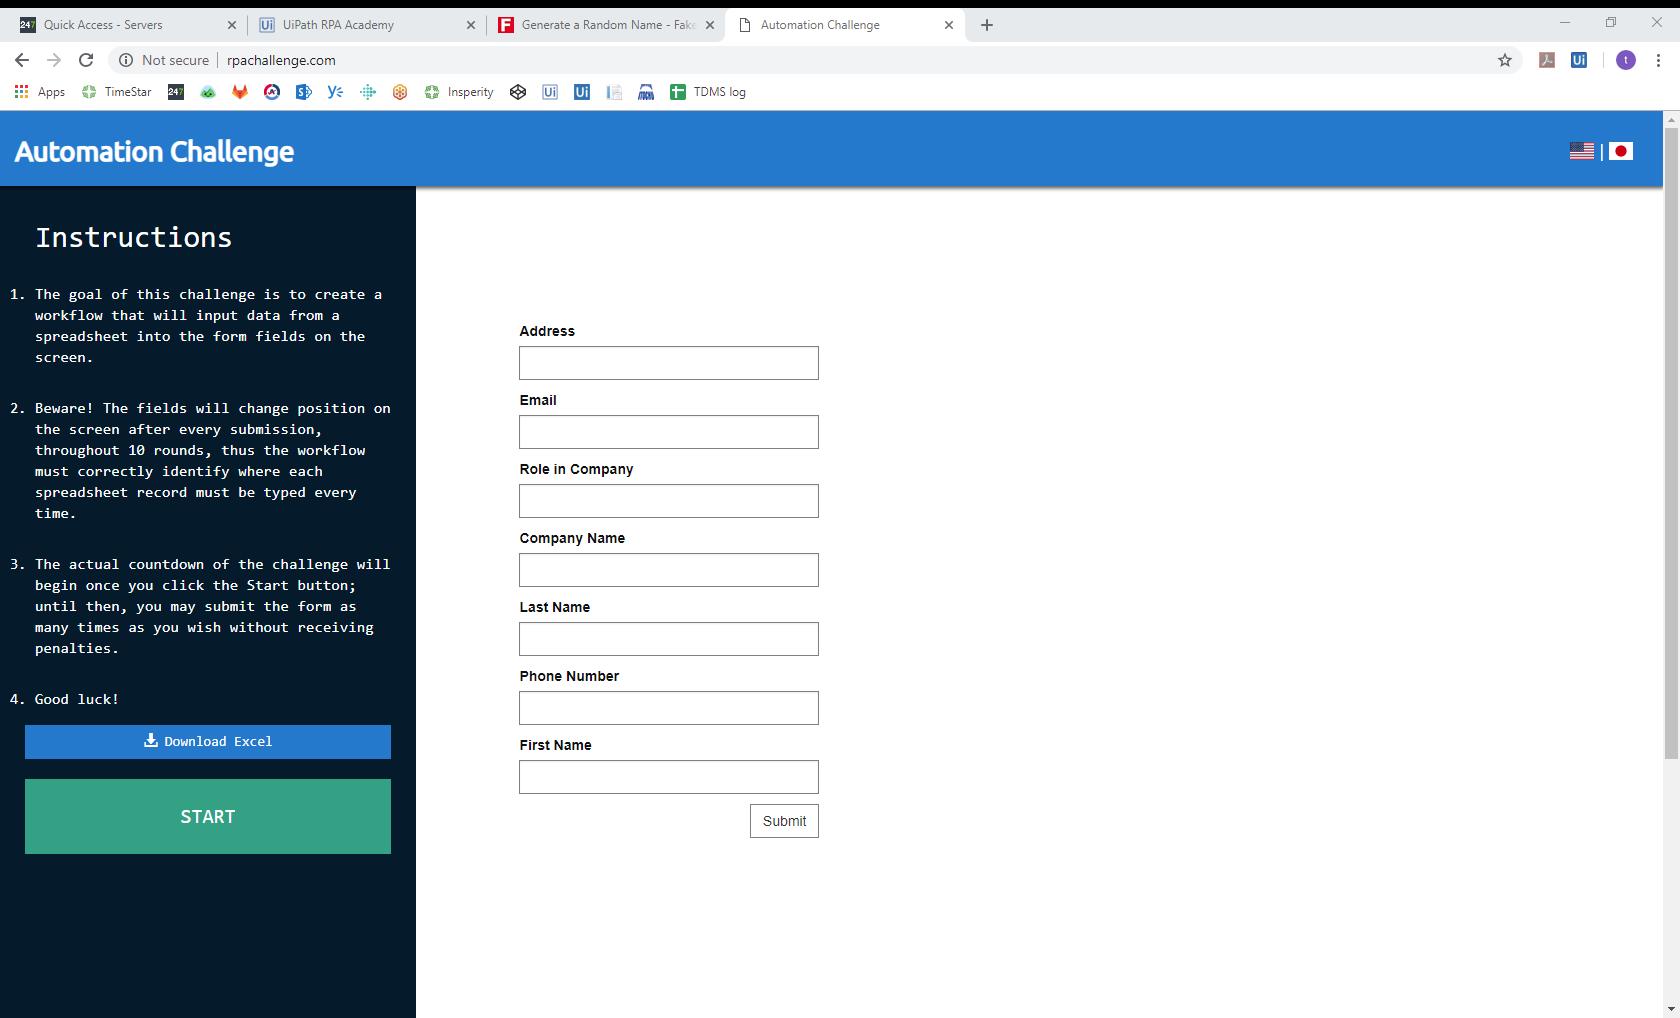 247 Quick Access - Servers
Ui UiPath RPA Academy
F Generate a Random Name - Fake
Automation Challenge
Not secure rpachallenge.com
Ui
t
Apps TimeStar 247 Insperity Ui Ui TDMS log
Automation Challenge
|
Instructions
1. The goal of this challenge is to create a
workflow that will input data from a
spreadsheet into the form fields on the
screen.
2. Beware! The fields will change position on
the screen after every submission,
throughout 10 rounds, thus the workflow
must correctly identify where each
spreadsheet record must be typed every
time.
3. The actual countdown of the challenge will
begin once you click the Start button;
until then, you may submit the form as
many times as you wish without receiving
penalties.
4. Good luck!
Download Excel
START
Address
Email
Role in Company
Company Name
Last Name
Phone Number
First Name
Submit